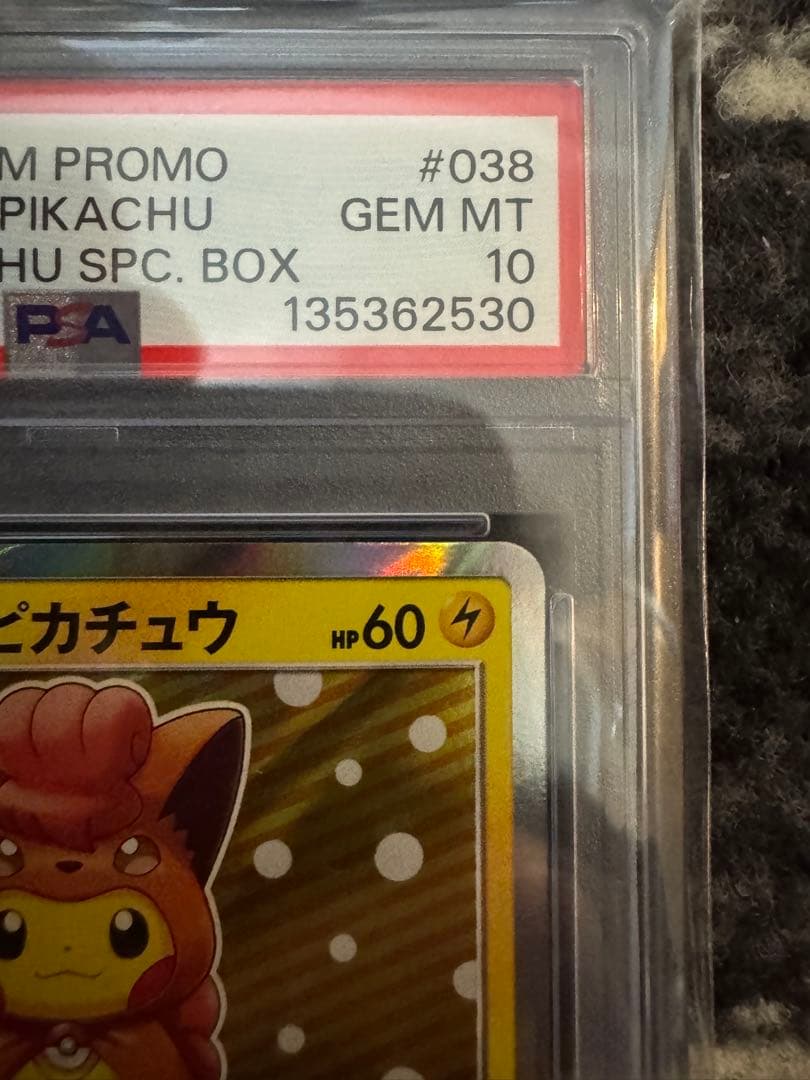 M PROMO #038
PIKACHU GEM MT
HU SPC. BOX 10
PSA 135362530
ピカチュウ HP60